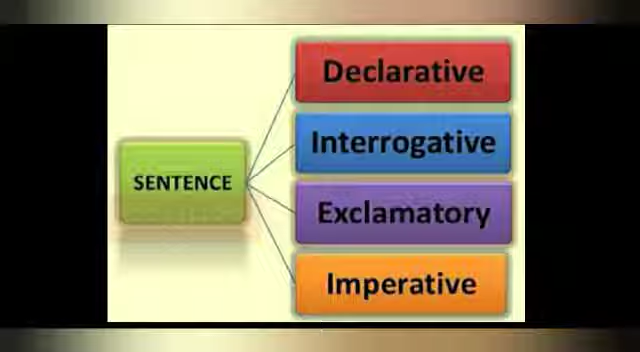 SENTENCE
Declarative
Interrogative
Exclamatory
Imperative